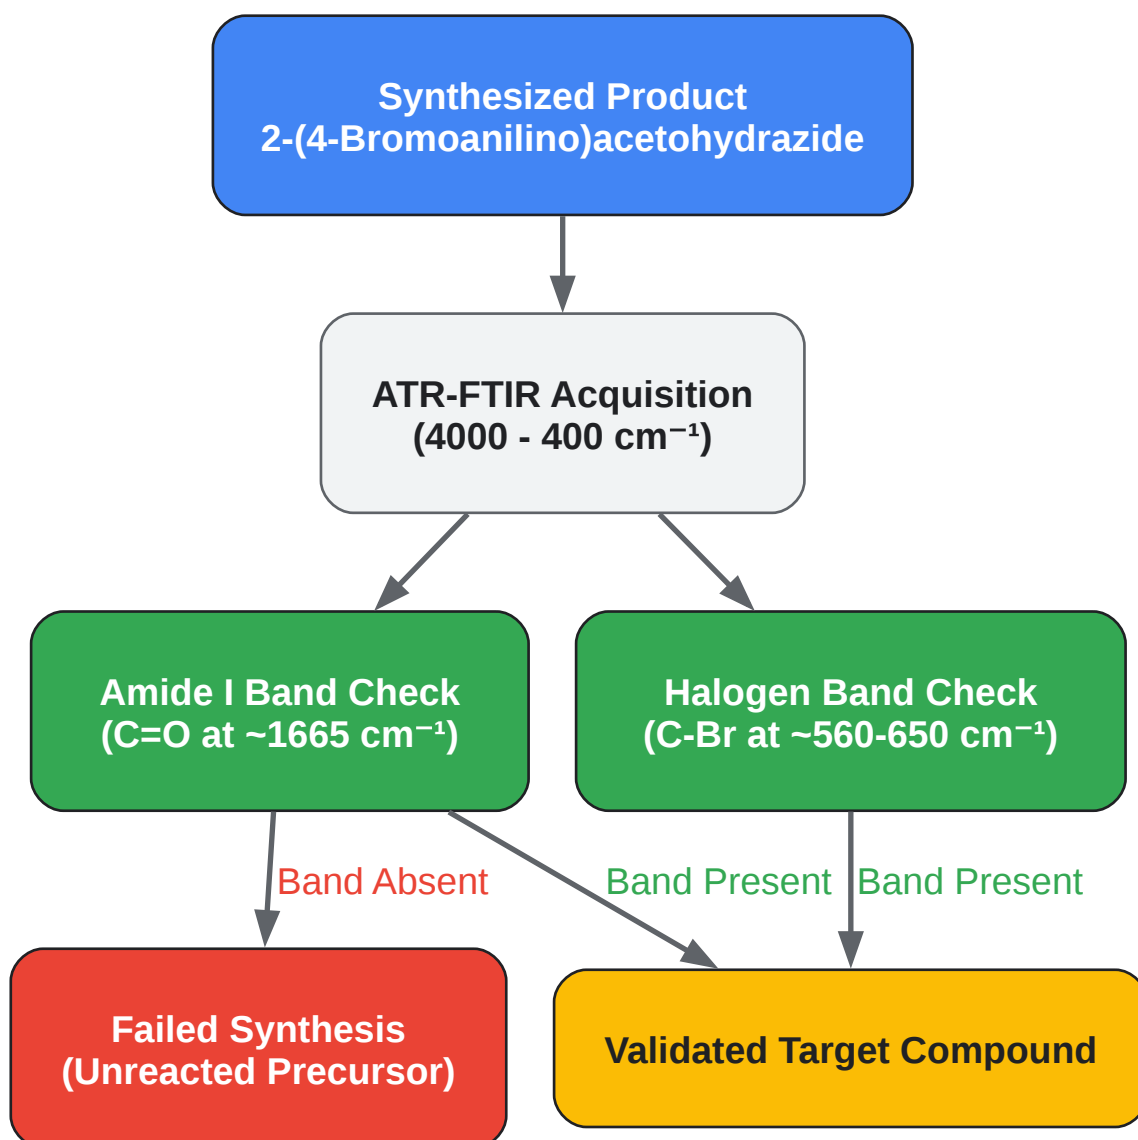 Synthesized Product
2-(4-Bromoanilino)acetohydrazide
ATR-FTIR Acquisition
(4000 - 400 cm⁻¹)
Amide I Band Check
(C=O at ~1665 cm⁻¹)
Halogen Band Check
(C-Br at ~560-650 cm⁻¹)
Band Absent
Band Present
Band Present
Failed Synthesis
(Unreacted Precursor)
Validated Target Compound